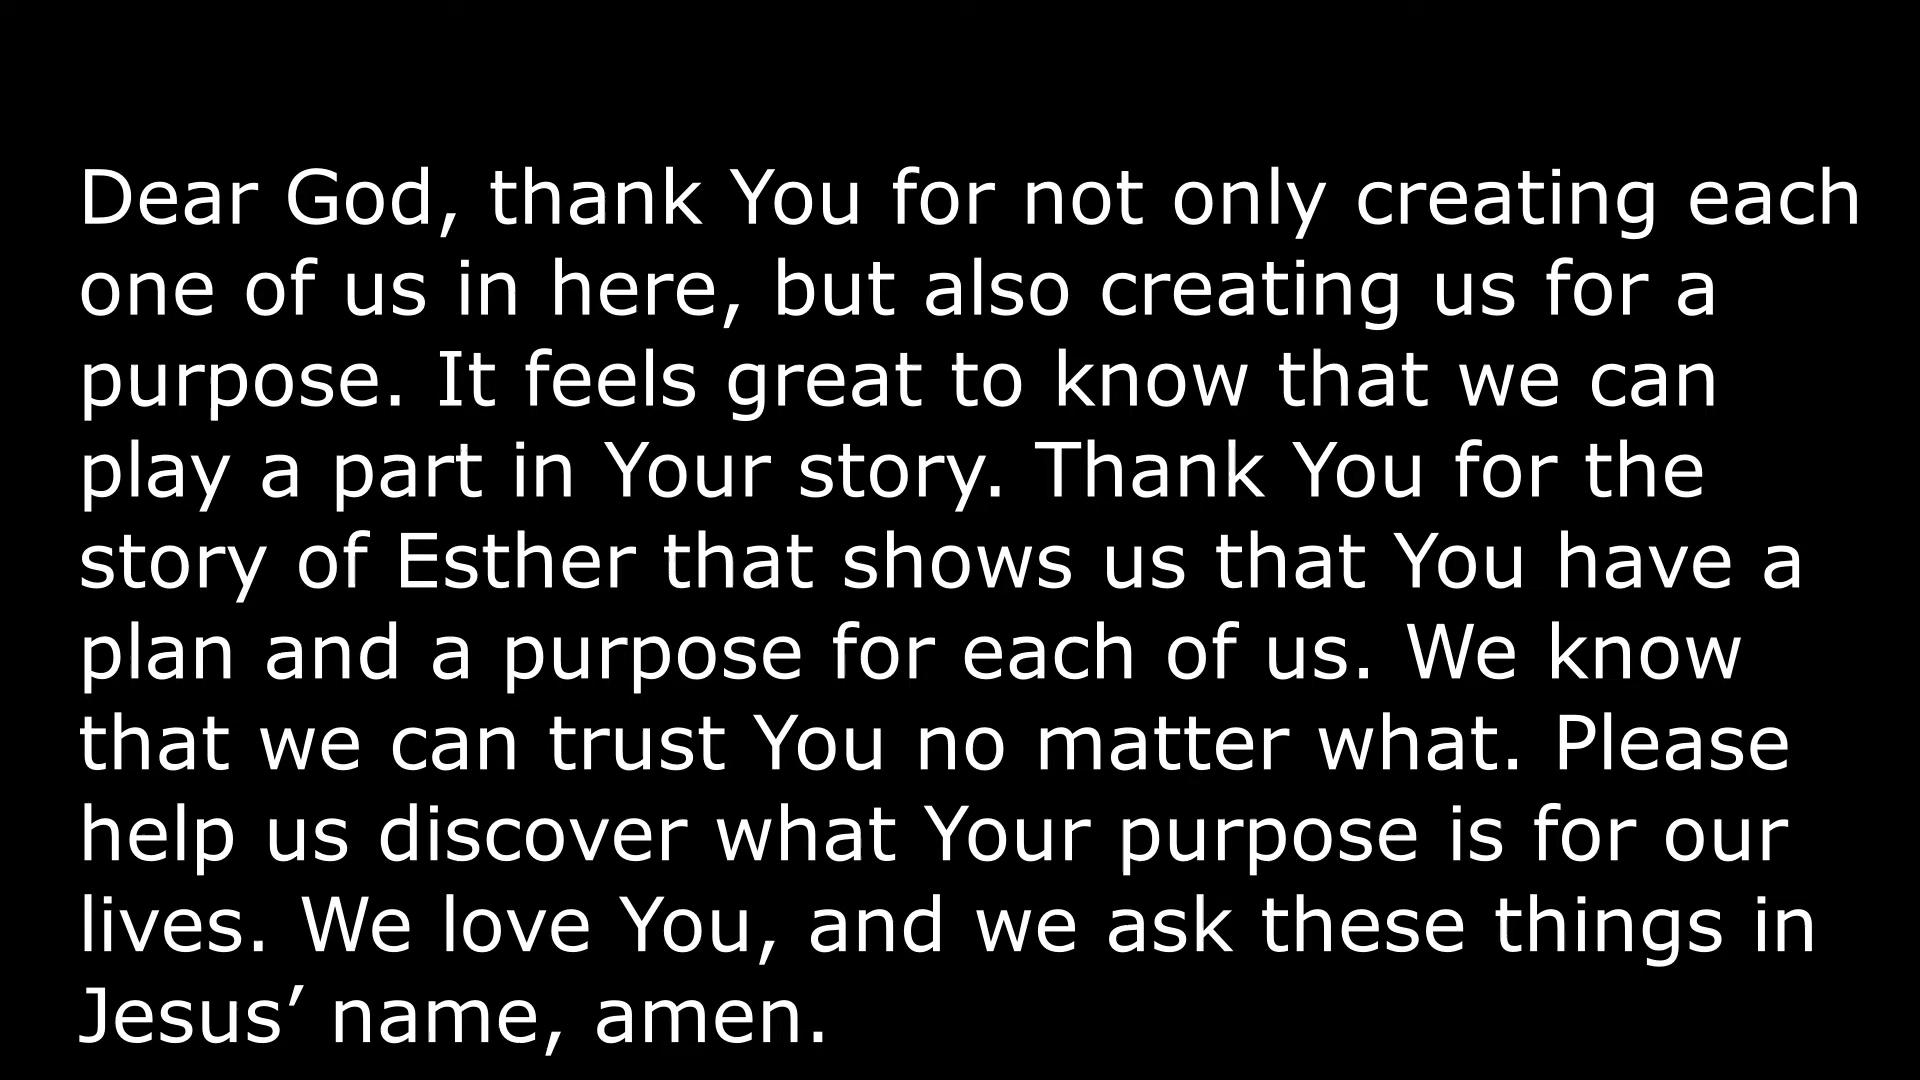 Dear God, thank You for not only creating each
one of us in here, but also creating us for a
purpose. It feels great to know that we can
play a part in Your story. Thank You for the
story of Esther that shows us that You have a
plan and a purpose for each of us. We know
that we can trust You no matter what. Please
help us discover what Your purpose is for our
lives. We love You, and we ask these things in
Jesus’ name, amen.